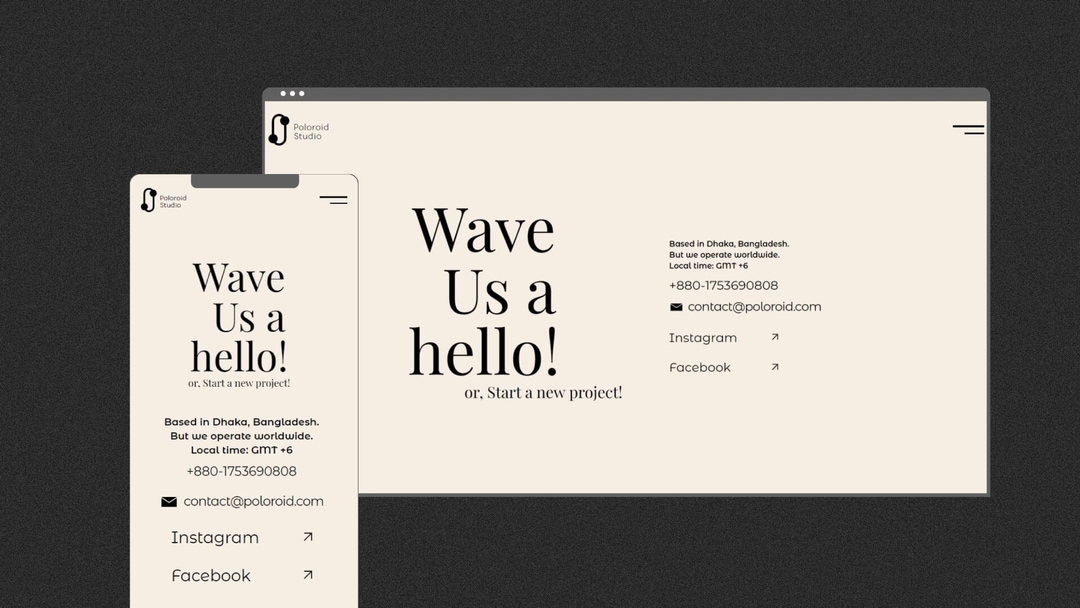 Poloroid
Studio
Wave
Us a
hello!
or, Start a new project!
Based in Dhaka, Bangladesh.
But we operate worldwide.
Local time: GMT +6
+880-1753690808
contact@poloroid.com
Instagram
Facebook
Poloroid
Studio
Wave
Us a
hello!
or, Start a new project!
Based in Dhaka, Bangladesh.
But we operate worldwide.
Local time: GMT +6
+880-1753690808
contact@poloroid.com
Instagram
Facebook